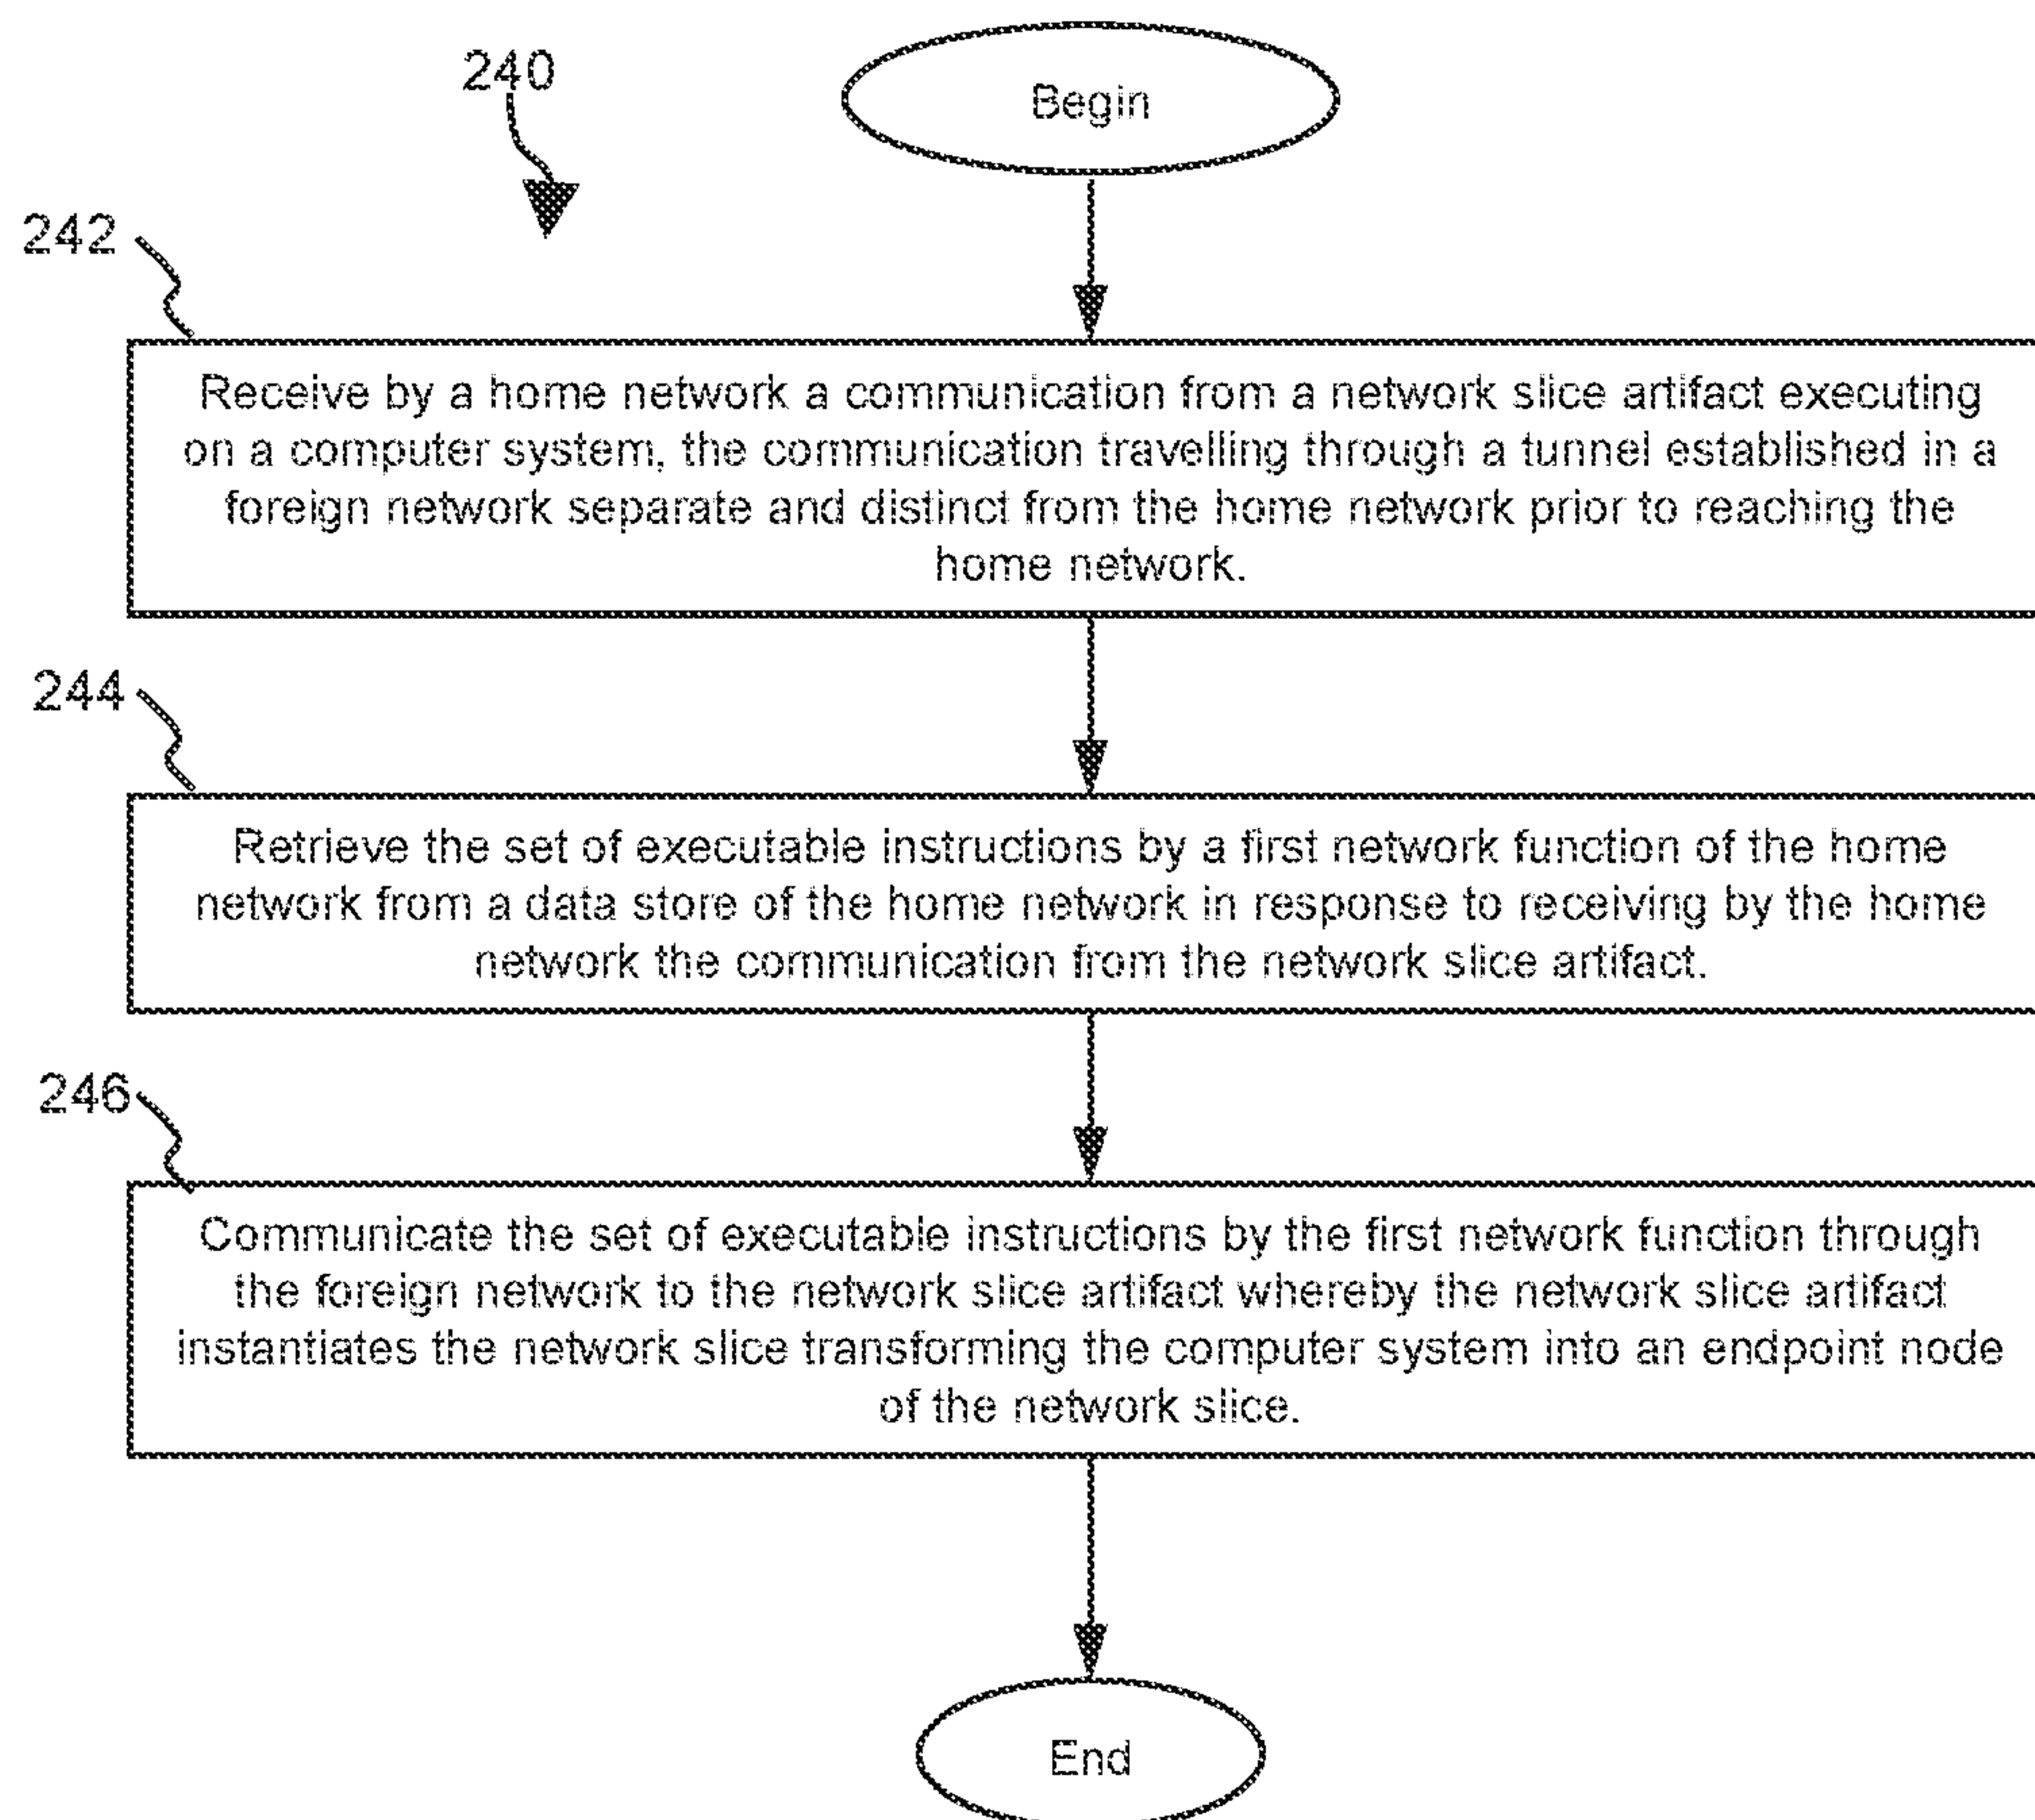 240
Begin
242
Receive by a home network a communication from a network slice artifact executing
on a computer system, the communication travelling through a tunnel established in a
foreign network separate and distinct from the home network prior to reaching the
home network.
244
Retrieve the set of executable instructions by a first network function of the home
network from a data store of the home network in response to receiving by the home
network the communication from the network slice artifact.
246
Communicate the set of executable instructions by the first network function through
the foreign network to the network slice artifact whereby the network slice artifact
instantiates the network slice transforming the computer system into an endpoint node
of the network slice.
End